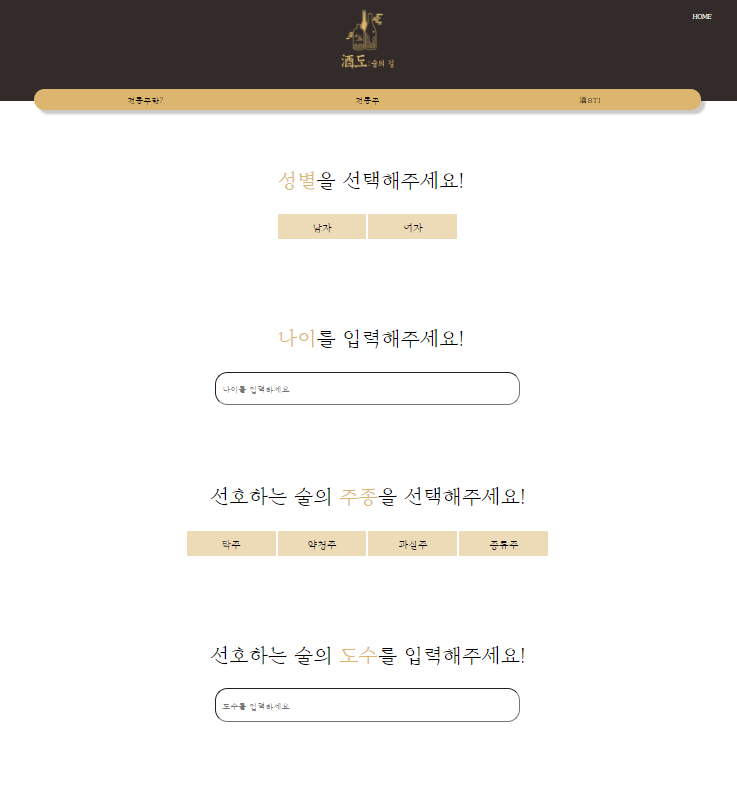 HOME
酒도:술의 길
전통주란? 전통주 酒BTI
성별을 선택해주세요!
남자 여자
나이를 입력해주세요!
나이를 입력하세요
선호하는 술의 주종을 선택해주세요!
탁주 약청주 과실주 증류주
선호하는 술의 도수를 입력해주세요!
도수를 입력하세요